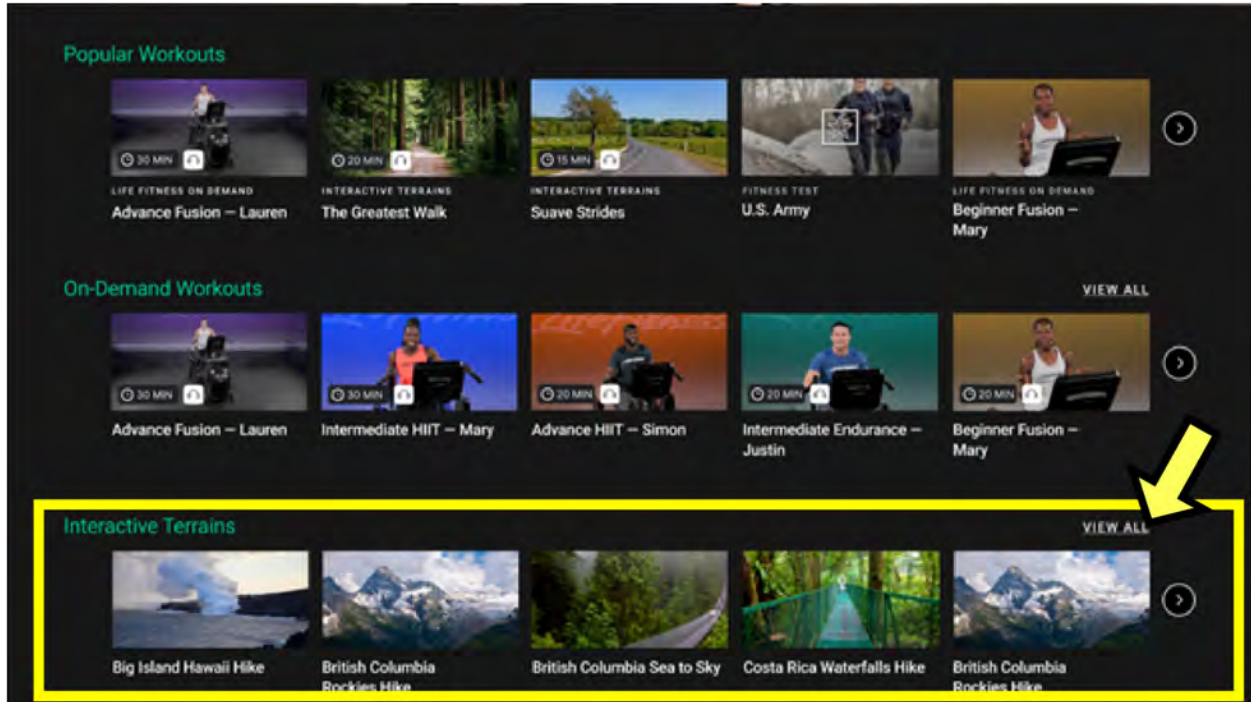 Popular Workouts
30 MIN
20 MIN
15 MIN
LIFE FITNESS ON DEMAND
INTERACTIVE TERRAINS
INTERACTIVE TERRAINS
FITNESS TEST
LIFE FITNESS ON DEMAND
Advance Fusion — Lauren
The Greatest Walk
Suave Strides
U.S. Army
Beginner Fusion —
Mary
On-Demand Workouts
VIEW ALL
30 MIN
30 MIN
20 MIN
20 MIN
20 MIN
Advance Fusion — Lauren
Intermediate HIIT — Mary
Advance HIIT — Simon
Intermediate Endurance —
Justin
Beginner Fusion —
Mary
Interactive Terrains
VIEW ALL
Big Island Hawaii Hike
British Columbia
Rockies Hike
British Columbia Sea to Sky
Costa Rica Waterfalls Hike
British Columbia
Rockies Hike